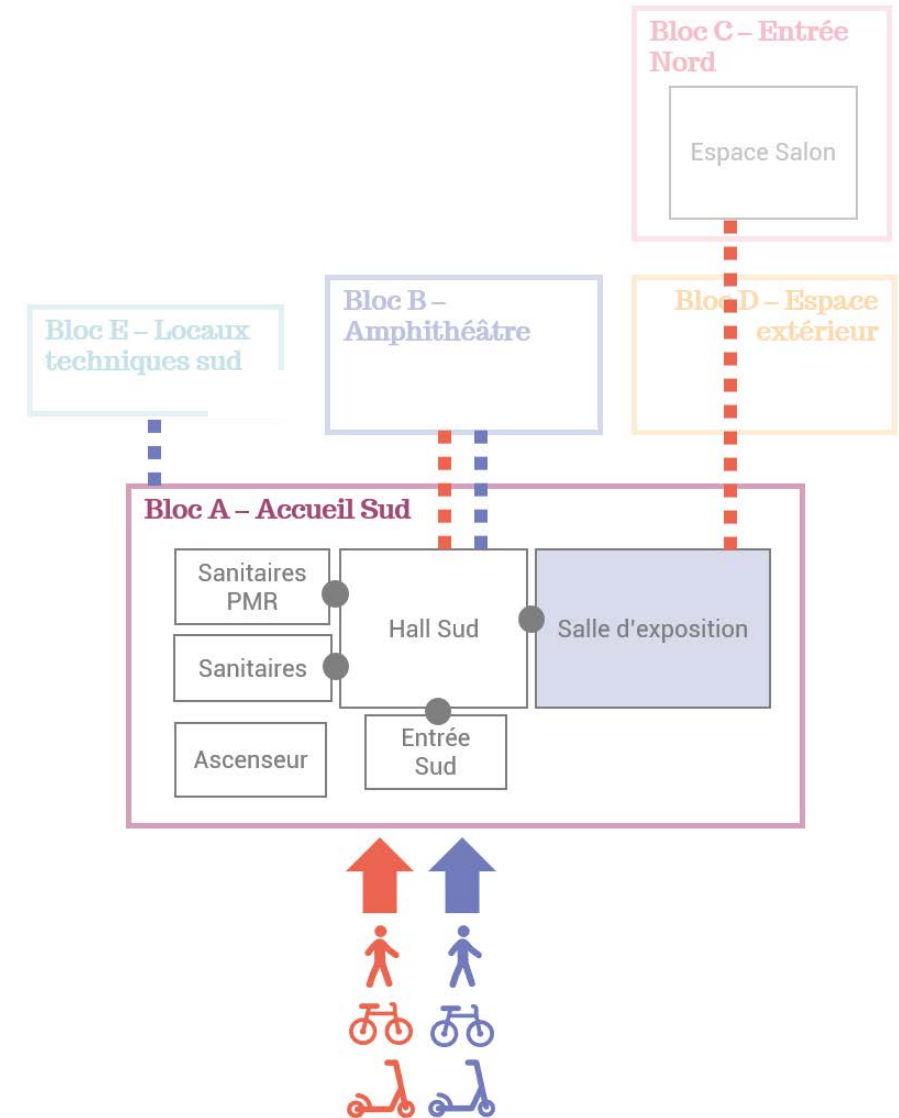 Bloc C – Entrée
Nord
Espace Salon
Bloc E – Locaux
techniques sud
Bloc B –
Amphithéâtre
Bloc D – Espace
extérieur
Bloc A – Accueil Sud
Sanitaires
PMR
Hall Sud
Salle d'exposition
Sanitaires
Ascenseur
Entrée
Sud